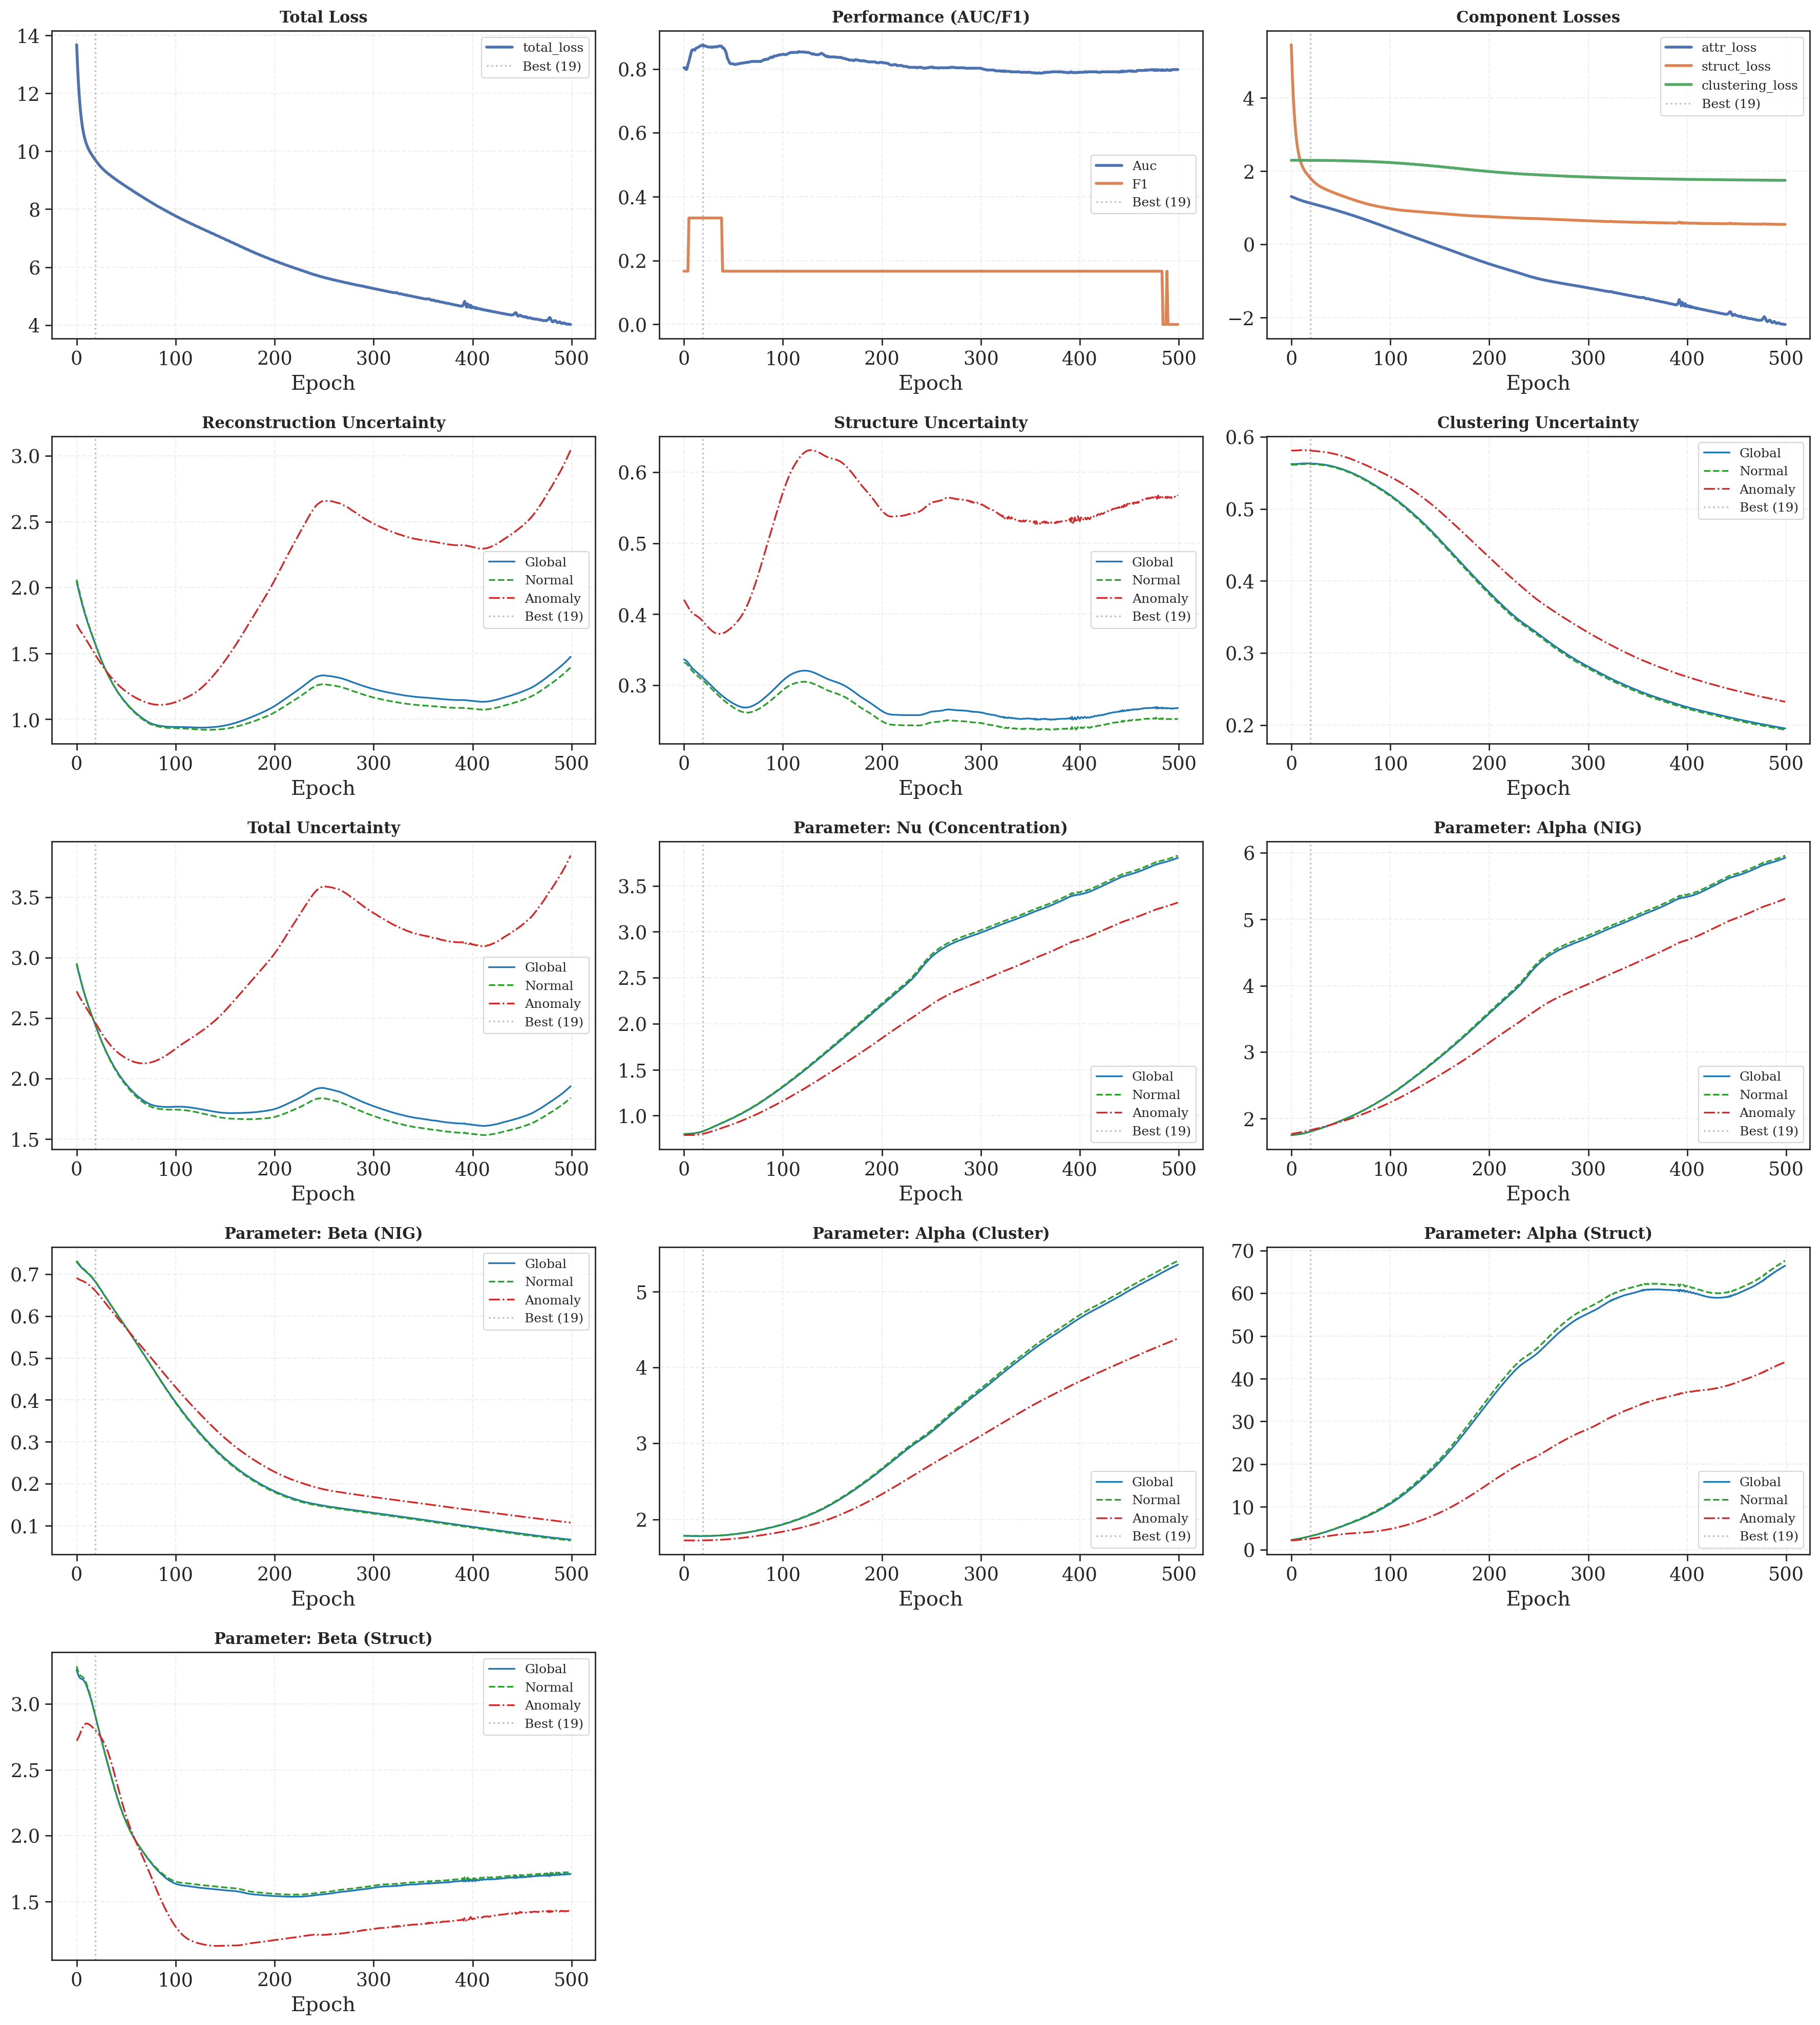 Total Loss
14
12
10
8
6
4
total_loss
Best (19)
0 100 200 300 400 500
Epoch
Performance (AUC/F1)
0.8
0.6
0.4
0.2
0.0
Auc
F1
Best (19)
0 100 200 300 400 500
Epoch
Component Losses
4
2
0
−2
attr_loss
struct_loss
clustering_loss
Best (19)
0 100 200 300 400 500
Epoch
Reconstruction Uncertainty
3.0
2.5
2.0
1.5
1.0
Global
Normal
Anomaly
Best (19)
0 100 200 300 400 500
Epoch
Structure Uncertainty
0.6
0.5
0.4
0.3
Global
Normal
Anomaly
Best (19)
0 100 200 300 400 500
Epoch
Clustering Uncertainty
0.6
0.5
0.4
0.3
0.2
Global
Normal
Anomaly
Best (19)
0 100 200 300 400 500
Epoch
Total Uncertainty
3.5
3.0
2.5
2.0
1.5
Global
Normal
Anomaly
Best (19)
0 100 200 300 400 500
Epoch
Parameter: Nu (Concentration)
3.5
3.0
2.5
2.0
1.5
1.0
Global
Normal
Anomaly
Best (19)
0 100 200 300 400 500
Epoch
Parameter: Alpha (NIG)
6
5
4
3
2
Global
Normal
Anomaly
Best (19)
0 100 200 300 400 500
Epoch
Parameter: Beta (NIG)
0.7
0.6
0.5
0.4
0.3
0.2
0.1
Global
Normal
Anomaly
Best (19)
0 100 200 300 400 500
Epoch
Parameter: Alpha (Cluster)
5
4
3
2
Global
Normal
Anomaly
Best (19)
0 100 200 300 400 500
Epoch
Parameter: Alpha (Struct)
70
60
50
40
30
20
10
0
Global
Normal
Anomaly
Best (19)
0 100 200 300 400 500
Epoch
Parameter: Beta (Struct)
3.0
2.5
2.0
1.5
Global
Normal
Anomaly
Best (19)
0 100 200 300 400 500
Epoch